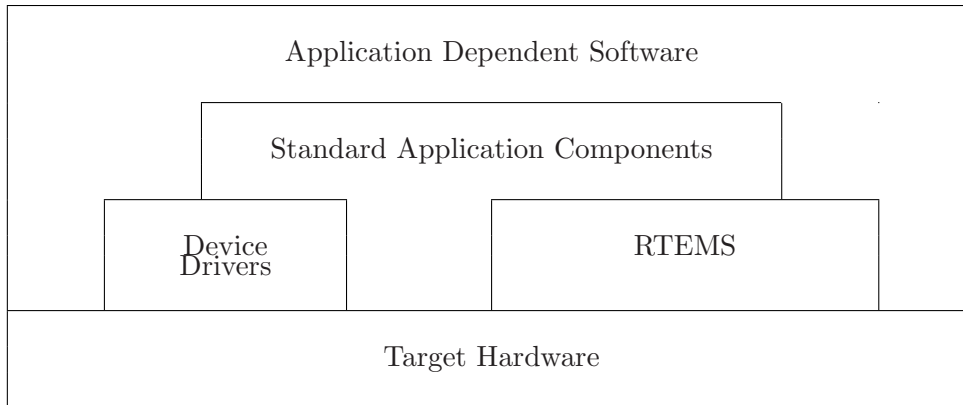 Application Dependent Software
Standard Application Components
Device
Drivers
RTEMS
Target Hardware